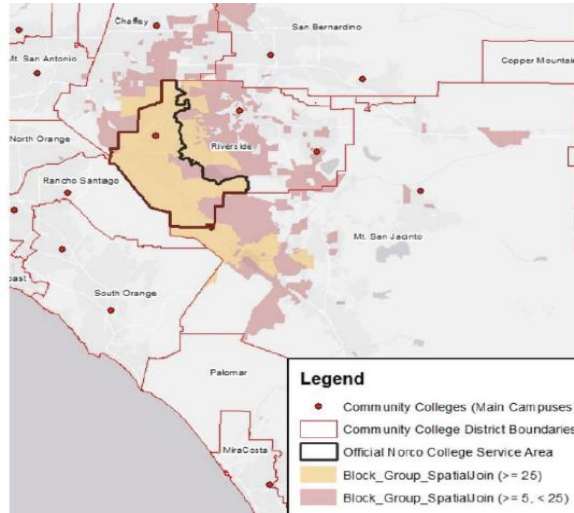 Chaffey
San Bernardino
Mt. San Antonio
Copper Mountain
North Orange
Riverside
Rancho Santiago
Mt. San Jacinto
South Orange
Palomar
MiraCosta
Legend
Community Colleges (Main Campuses
Community College District Boundaries
Official Norco College Service Area
Block_Group_SpatialJoin (>= 25)
Block_Group_SpatialJoin (>= 5, < 25)